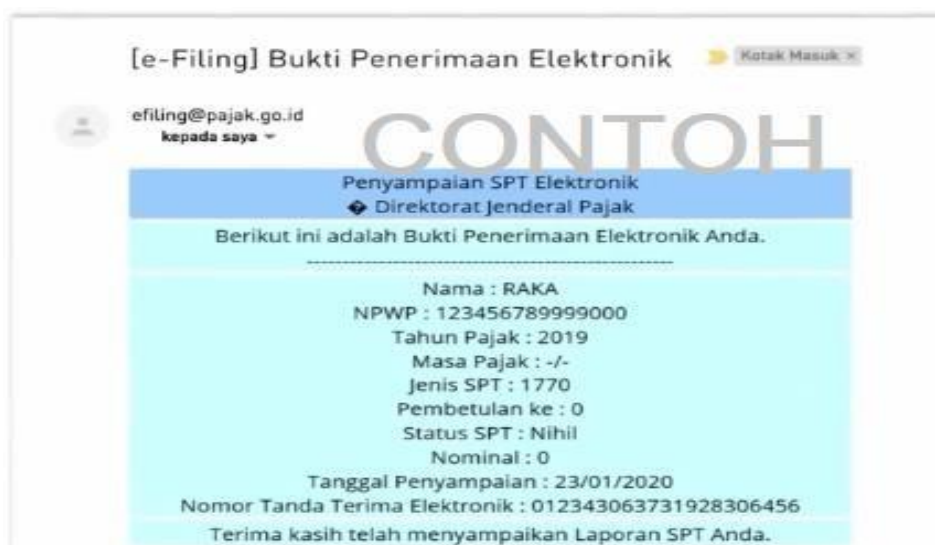 [e-Filing] Bukti Penerimaan Elektronik
Kotak Masuk ×
efiling@pajak.go.id
kepada saya
CONTOH
Penyampaian SPT Elektronik
� Direktorat Jenderal Pajak
Berikut ini adalah Bukti Penerimaan Elektronik Anda.
--------------------------------------------------
Nama : RAKA
NPWP : 123456789999000
Tahun Pajak : 2019
Masa Pajak : -/-
Jenis SPT : 1770
Pembetulan ke : 0
Status SPT : Nihil
Nominal : 0
Tanggal Penyampaian : 23/01/2020
Nomor Tanda Terima Elektronik : 012343063731928306456
Terima kasih telah menyampaikan Laporan SPT Anda.